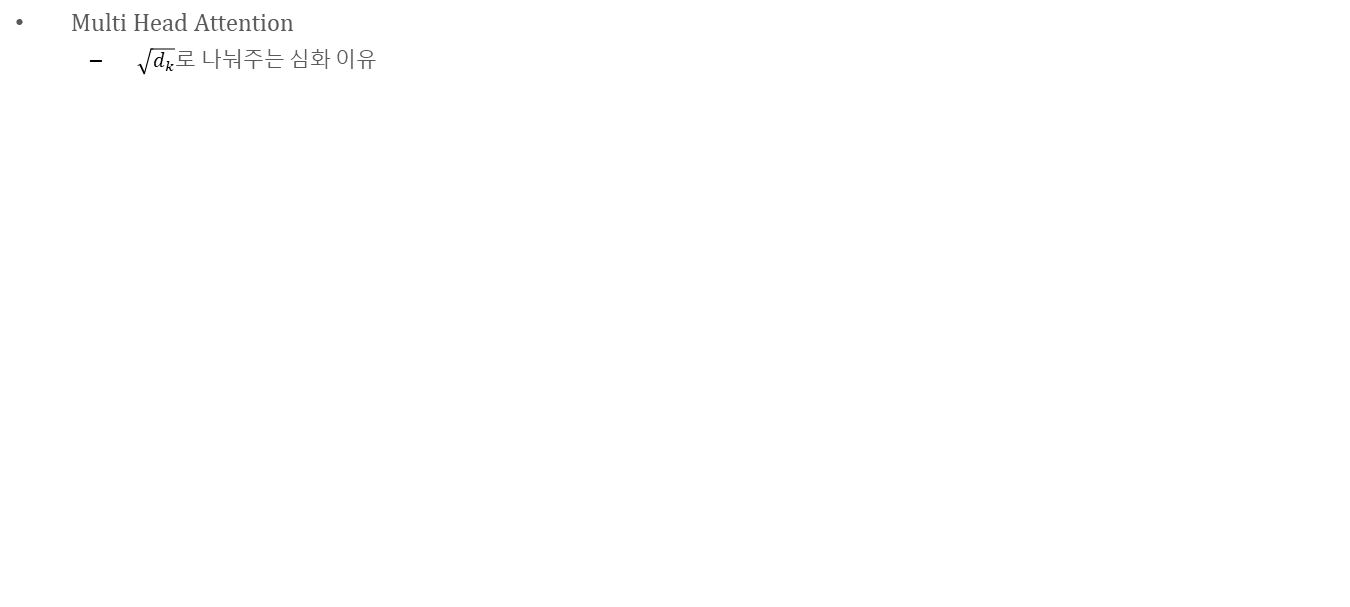 • Multi Head Attention
– √d_k로 나눠주는 심화 이유